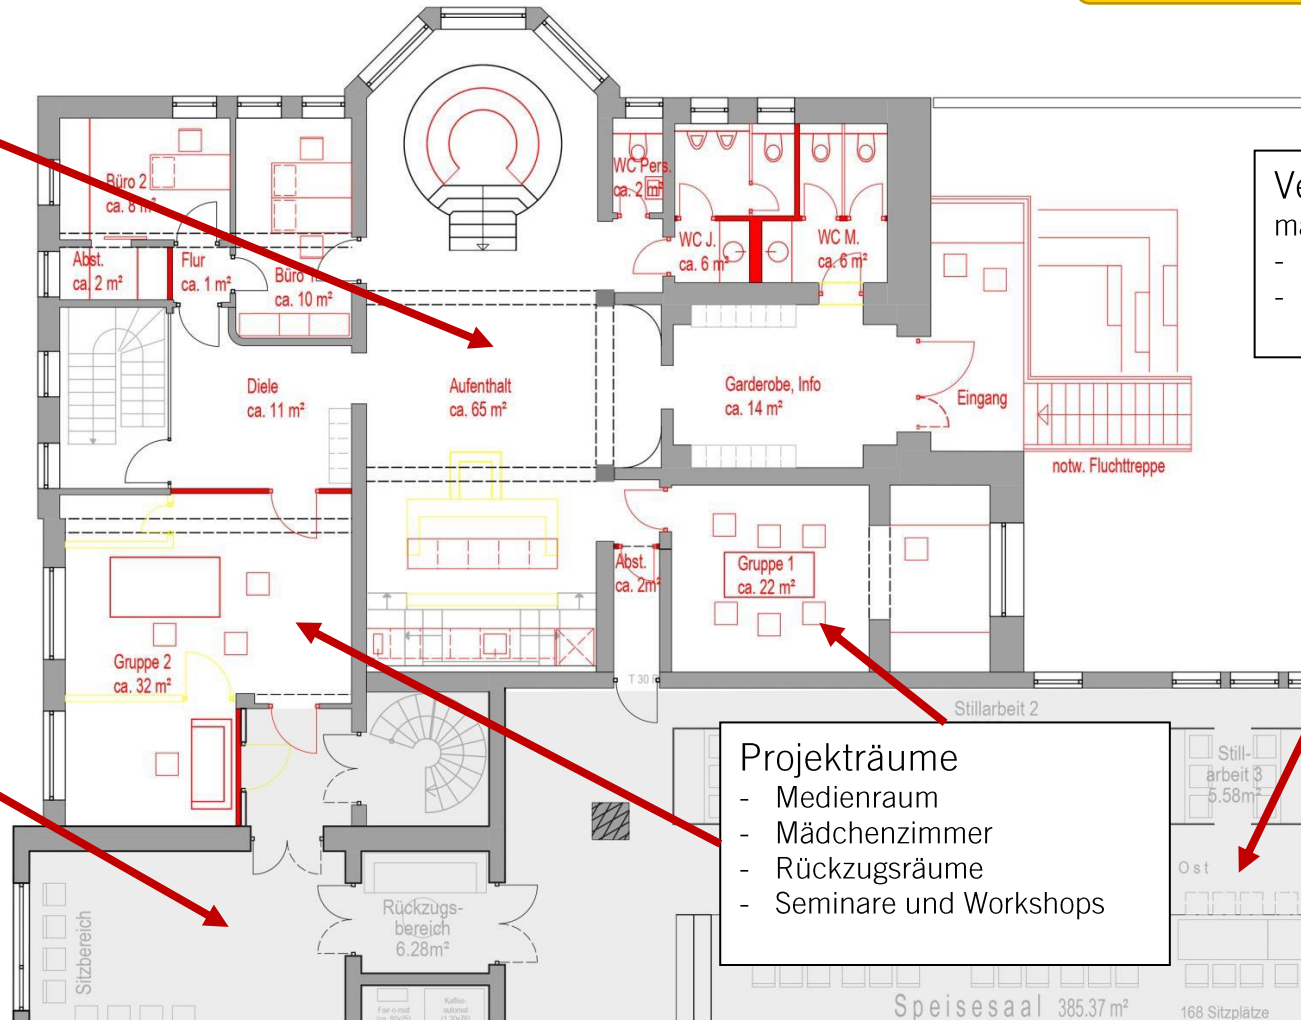 WC Pers.
ca. 2 m²
Büro 2
ca. 8 m²
WC J.
ca. 6 m²
WC M.
ca. 6 m²
Abst.
ca. 2 m²
Flur
ca. 1 m²
Büro 1
ca. 10 m²
Diele
ca. 11 m²
Aufenthalt
ca. 65 m²
Garderobe, Info
ca. 14 m²
Eingang
notw. Fluchttreppe
Abst.
ca. 2m²
Gruppe 1
ca. 22 m²
Gruppe 2
ca. 32 m²
T 30
Stillarbeit 2
Still-
arbeit 3
5.58m²
Projekträume
- Medienraum
- Mädchenzimmer
- Rückzugsräume
- Seminare und Workshops
Ost
Rückzugs-
bereich
6.28m²
Sitzbereich
Kaffee-
automat
Speisesaal 385.37 m²
168 Sitzplätze